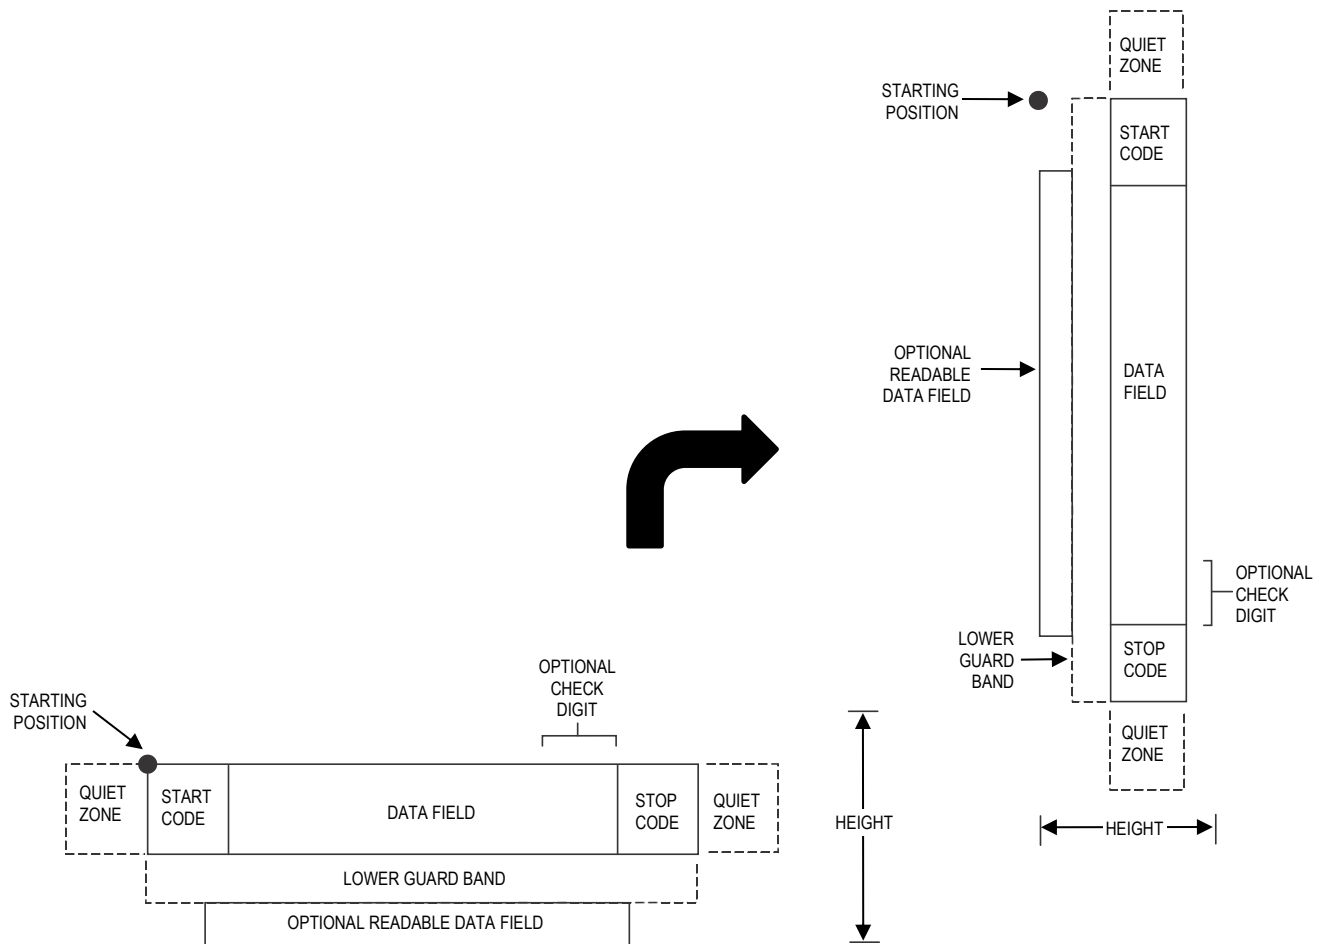 QUIET
ZONE
STARTING
POSITION
START
CODE
OPTIONAL
READABLE
DATA FIELD
DATA
FIELD
OPTIONAL
CHECK
DIGIT
LOWER
GUARD
BAND
STOP
CODE
QUIET
ZONE
HEIGHT
OPTIONAL
CHECK
DIGIT
STARTING
POSITION
QUIET
ZONE
START
CODE
DATA FIELD
STOP
CODE
QUIET
ZONE
HEIGHT
LOWER GUARD BAND
OPTIONAL READABLE DATA FIELD